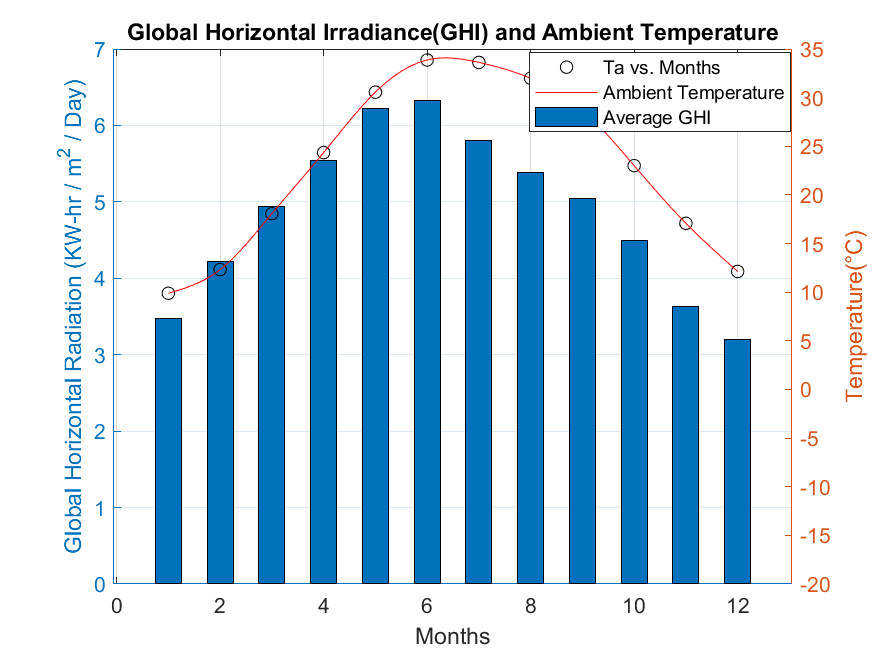 Global Horizontal Irradiance(GHI) and Ambient Temperature
Ta vs. Months
Ambient Temperature
Average GHI
Global Horizontal Radiation (KW-hr / m² / Day)
7
6
5
4
3
2
1
0
35
30
25
20
15
10
5
0
-5
-10
-15
-20
Temperature(°C)
0 2 4 6 8 10 12
Months